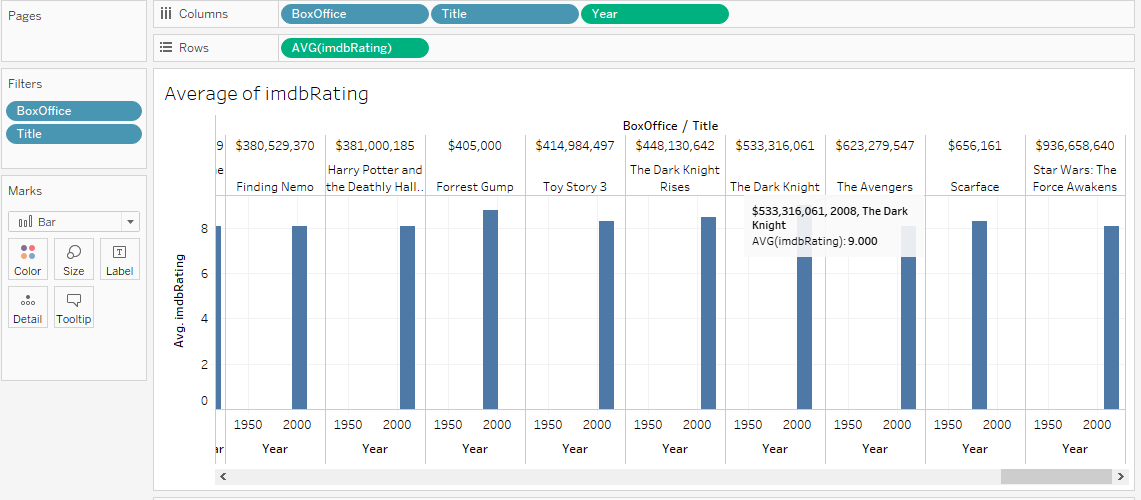 Pages
Columns
BoxOffice
Title
Year
Rows
AVG(imdbRating)
Filters
BoxOffice
Title
Marks
Bar
Color
Size
Label
Detail
Tooltip
Average of imdbRating
BoxOffice / Title
9 $380,529,370 $381,000,185 $405,000 $414,984,497 $448,130,642 $533,316,061 $623,279,547 $656,161 $936,658,640
e Finding Nemo
Harry Potter and
the Deathly Hall..
Forrest Gump
Toy Story 3
The Dark Knight
Rises
The Dark Knight
The Avengers
Scarface
Star Wars: The
Force Awakens
$533,316,061, 2008, The Dark
Knight
AVG(imdbRating): 9.000
Avg. imdbRating
8
6
4
2
0
1950 2000 1950 2000 1950 2000 1950 2000 1950 2000 1950 2000 1950 2000 1950 2000 1950 2000
ar Year Year Year Year Year Year Year Year Year